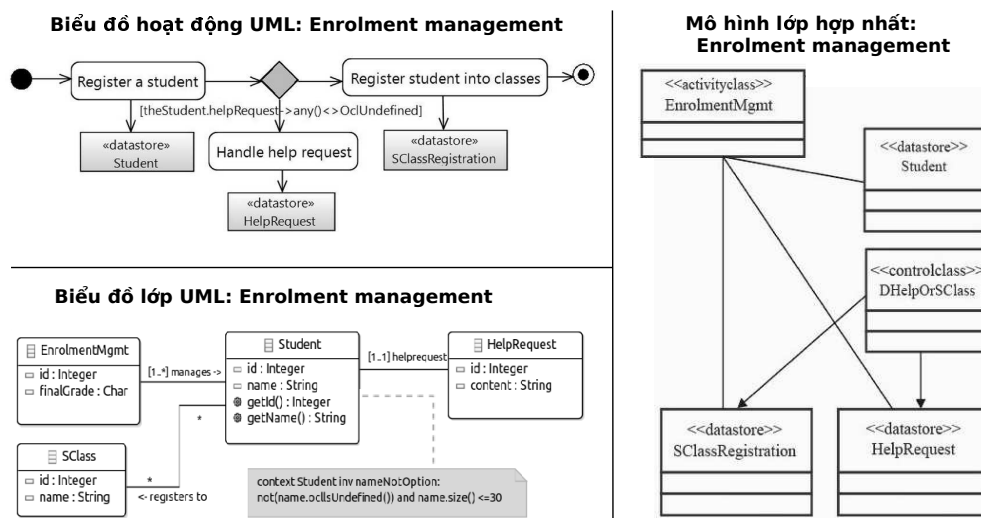 Biểu đồ hoạt động UML: Enrolment management
Register a student
Register student into classes
[theStudent.helpRequest->any()<>OclUndefined]
«datastore»
Student
Handle help request
«datastore»
SClassRegistration
«datastore»
HelpRequest
Biểu đồ lớp UML: Enrolment management
EnrolmentMgmt
id : Integer
finalGrade : Char
[1..*] manages ->
Student
id : Integer
name : String
getId() : Integer
getName() : String
[1..1] helprequest
HelpRequest
id : Integer
content : String
*
SClass
id : Integer
name : String
*
<- registers to
context Student inv nameNotOption:
not(name.oclIsUndefined()) and name.size() <=30
Mô hình lớp hợp nhất:
Enrolment management
<<activityclass>>
EnrolmentMgmt
<<datastore>>
Student
<<controlclass>>
DHelpOrSClass
<<datastore>>
SClassRegistration
<<datastore>>
HelpRequest